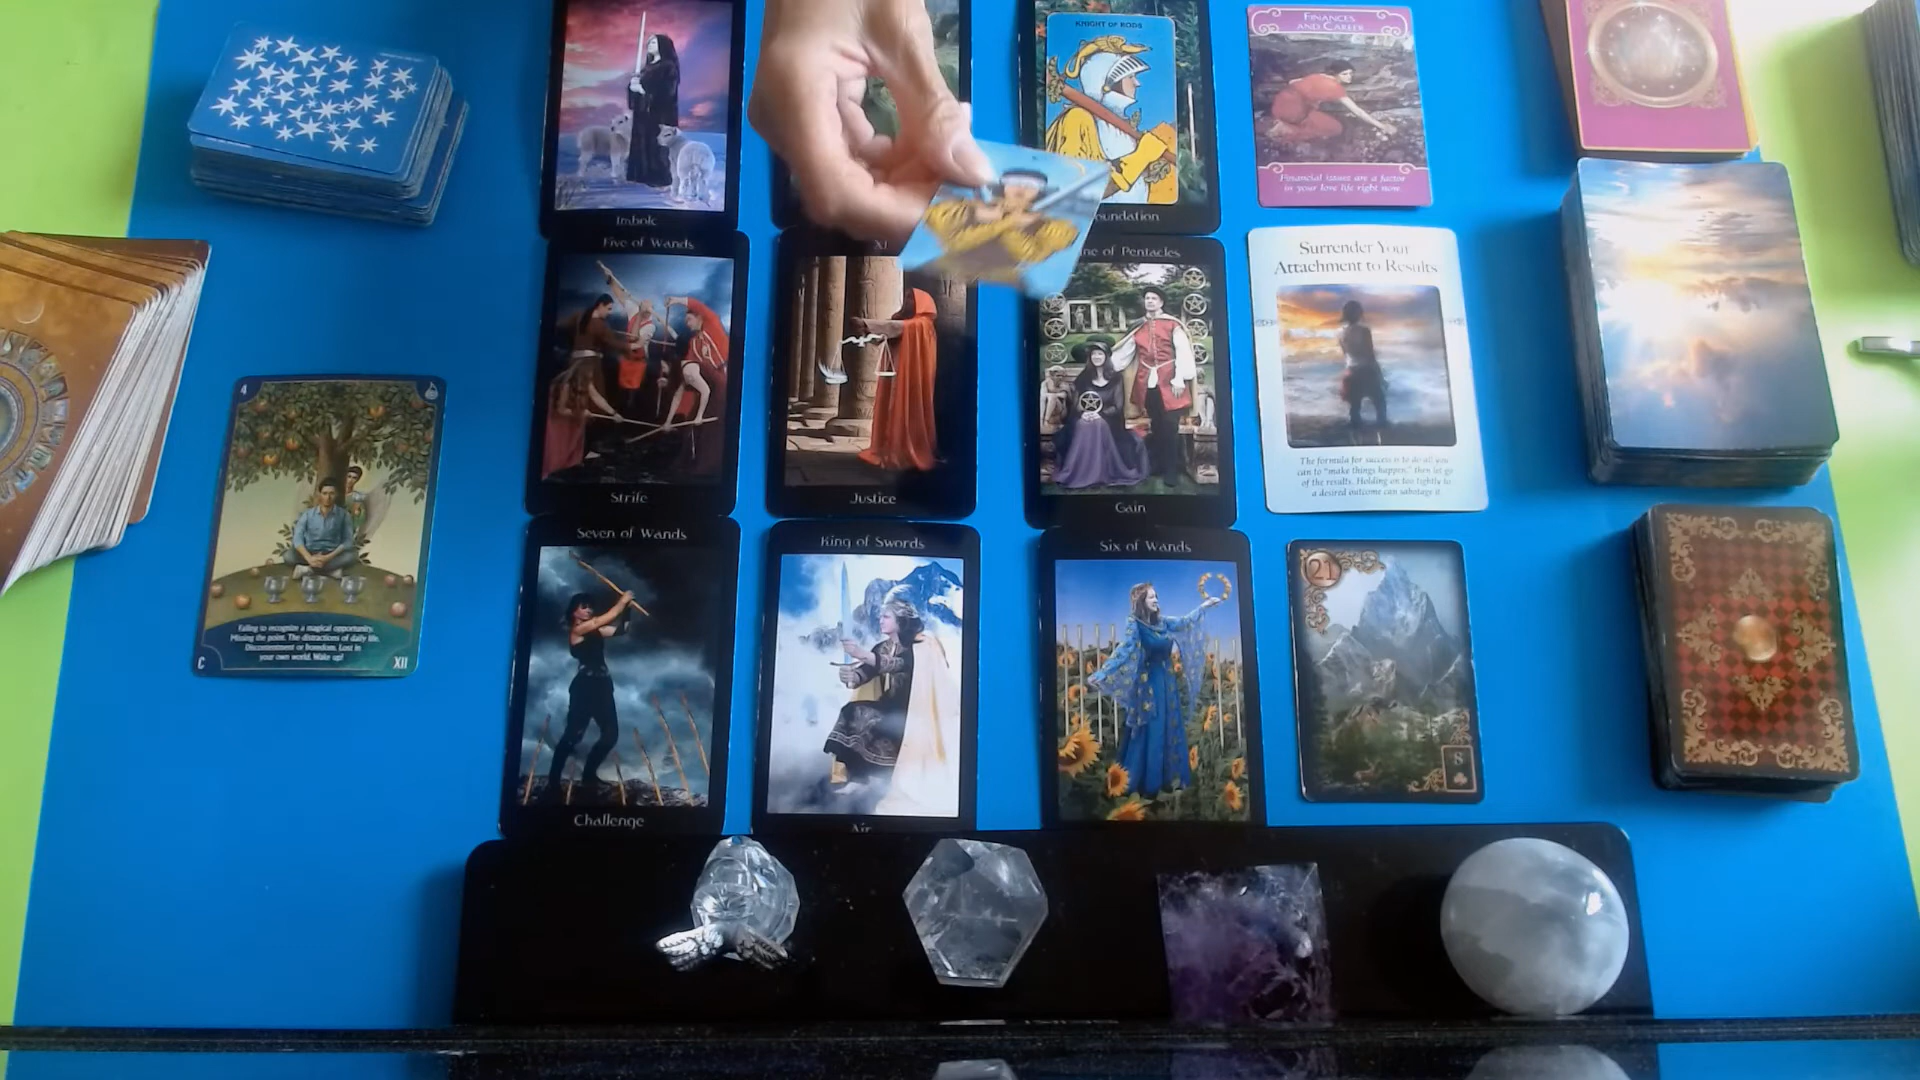 KNIGHT OF RODS
FINANCES
AND CAREER
Financial issues are a factor
in your love life right now.
Imbolc
Foundation
Five of Wands
XI
of Pentacles
Surrender Your
Attachment to Results
The formula for success is to do all you
can to "make things happen," then let go
of the results. Holding on too tightly to
a desired outcome can sabotage it
4
Strife
Justice
Gain
Seven of Wands
King of Swords
Six of Wands
21
Failing to recognize a magical opportunity.
Missing the point. The distractions of daily life.
Discontentment or boredom. Lost in
your own world. Wake up!
C
XII
8
Challenge
Air